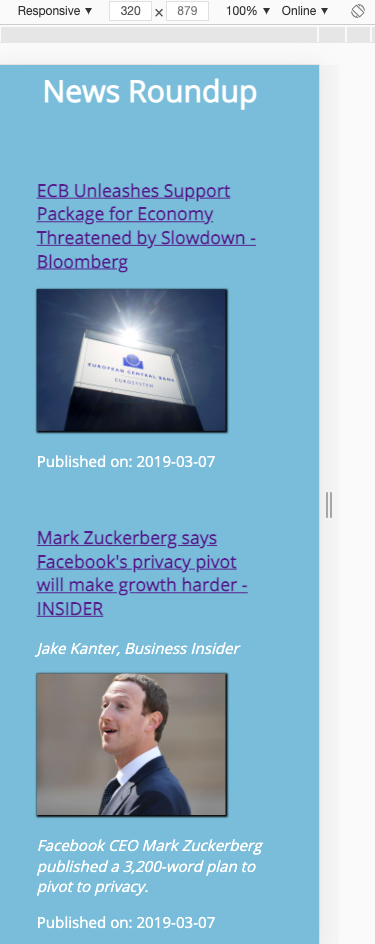 Responsive ▼ 320 × 879 100% ▼ Online ▼
News Roundup
ECB Unleashes Support
Package for Economy
Threatened by Slowdown -
Bloomberg
EUROPEAN CENTRAL BANK
EUROSYSTEM
Published on: 2019-03-07
Mark Zuckerberg says
Facebook's privacy pivot
will make growth harder -
INSIDER
Jake Kanter, Business Insider
Facebook CEO Mark Zuckerberg
published a 3,200-word plan to
pivot to privacy.
Published on: 2019-03-07